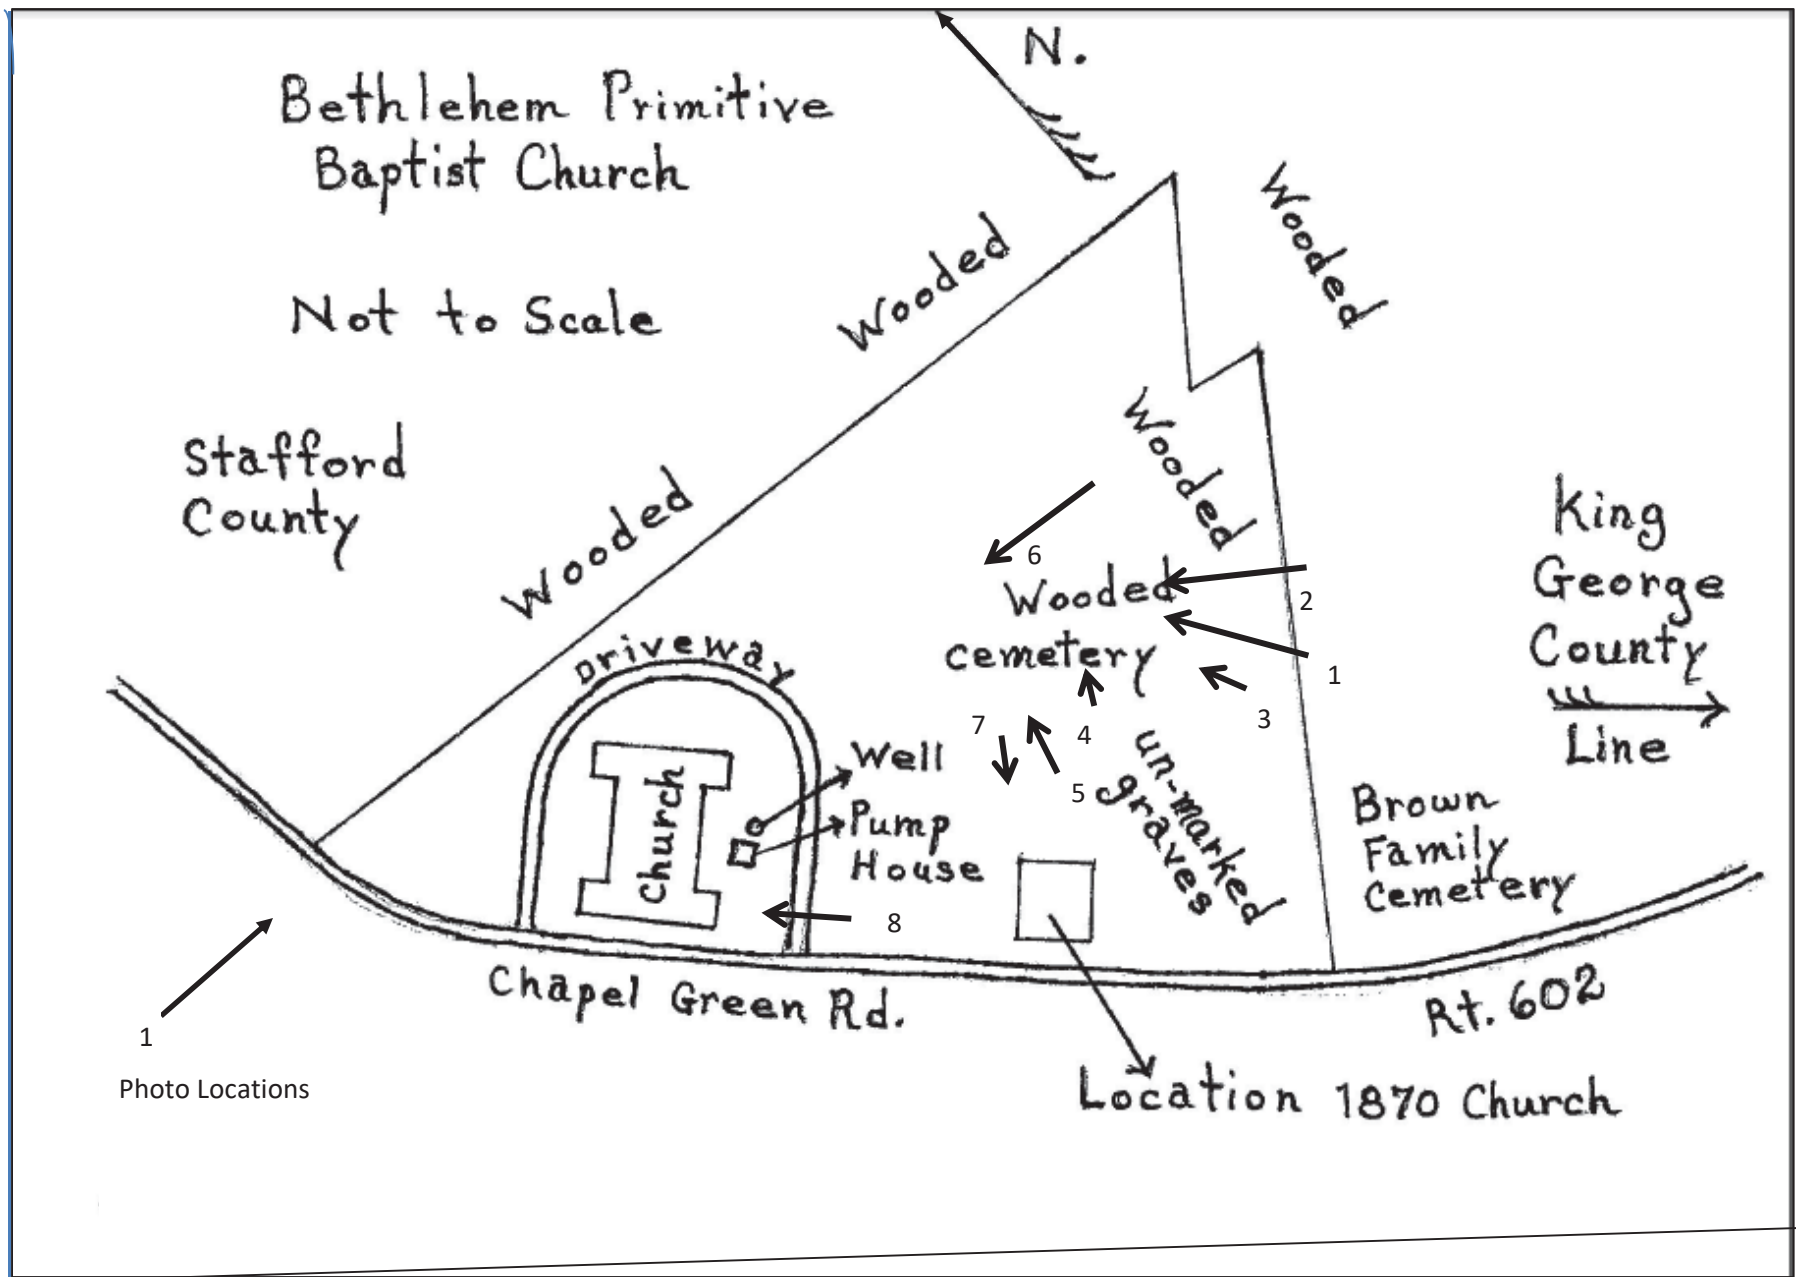 N.
Bethlehem Primitive
Baptist Church
Not to Scale
Wooded
Wooded
Wooded
Wooded
Stafford
County
King
George
County
Line
6
Wooded
cemetery
2
1
3
4
5
7
Driveway
Church
Well
Pump
House
8
un-marked
graves
Brown
Family
Cemetery
Chapel Green Rd.
Rt. 602
1
Photo Locations
Location 1870 Church